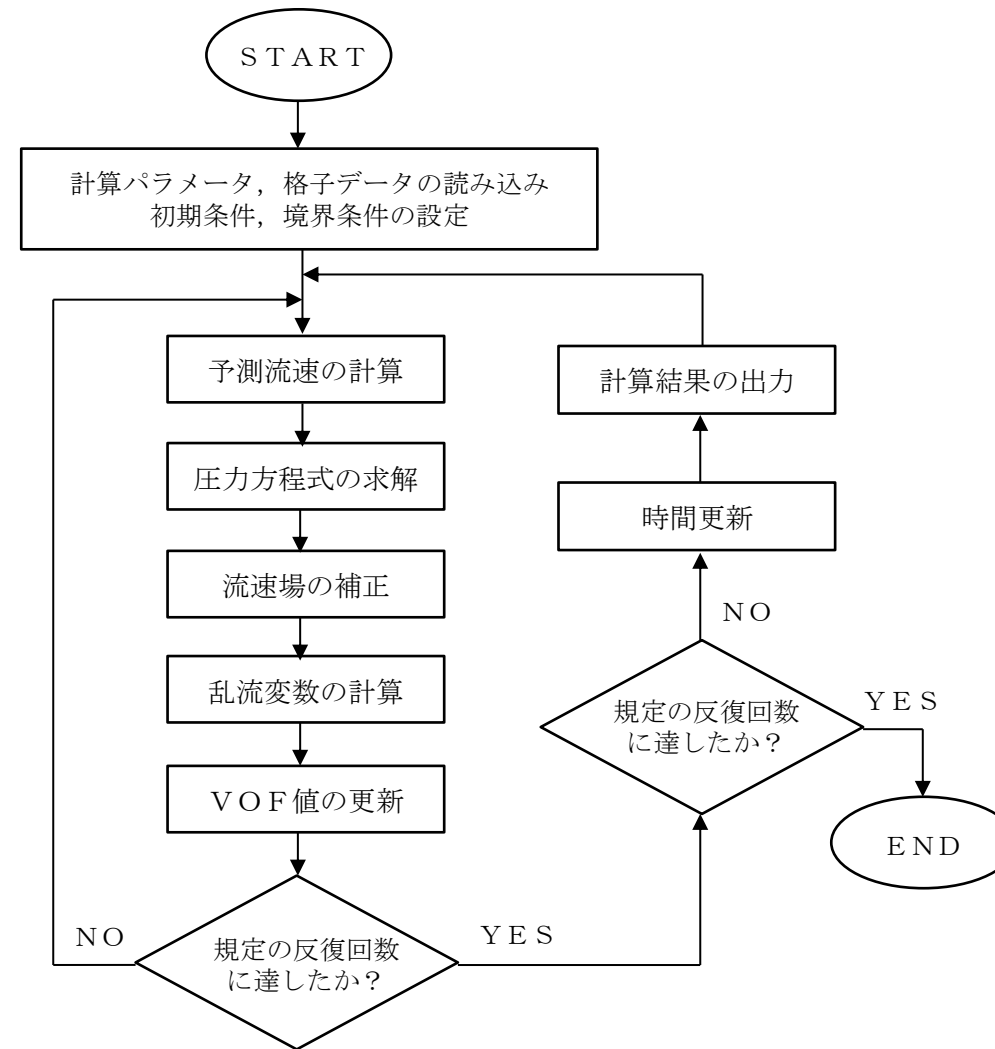 ＳＴＡＲＴ
計算パラメータ，格子データの読み込み
初期条件，境界条件の設定
予測流速の計算
圧力方程式の求解
流速場の補正
乱流変数の計算
ＶＯＦ値の更新
規定の反復回数
に達したか？
ＮＯ
ＹＥＳ
計算結果の出力
時間更新
ＮＯ
規定の反復回数
に達したか？
ＹＥＳ
ＥＮＤ